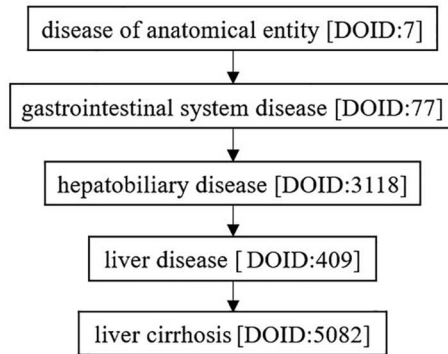 disease of anatomical entity [DOID:7]
gastrointestinal system disease [DOID:77]
hepatobiliary disease [DOID:3118]
liver disease [ DOID:409]
liver cirrhosis [DOID:5082]